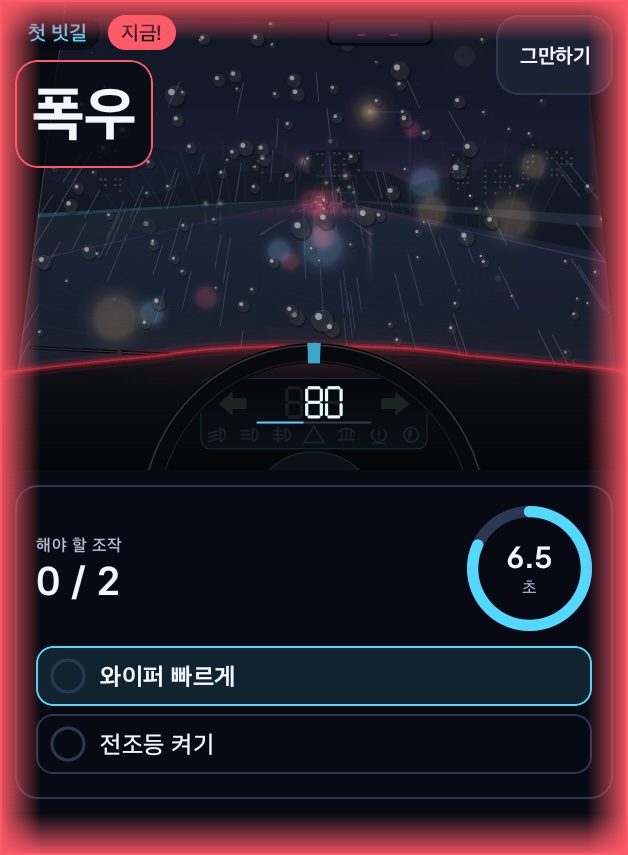 첫 빗길
지금!
그만하기
폭우
80
해야 할 조작
0 / 2
6.5
초
와이퍼 빠르게
전조등 켜기